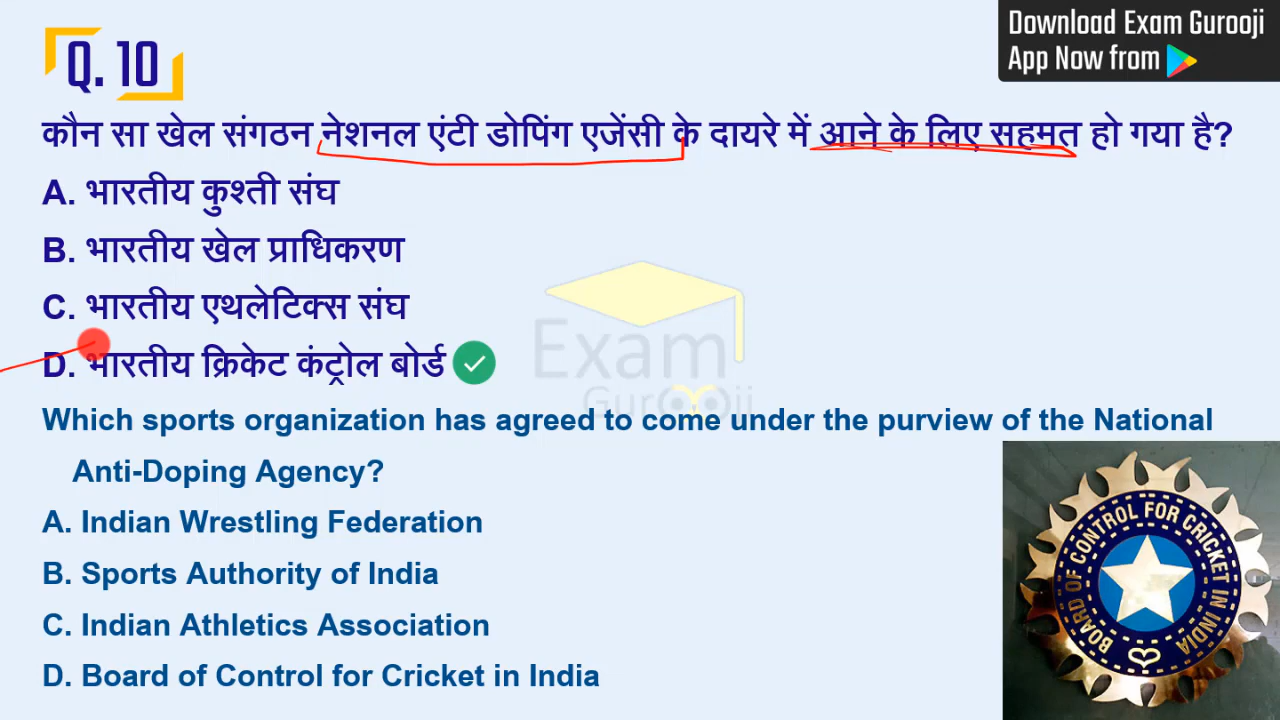 Download Exam Gurooji
App Now from
Q. 10
कौन सा खेल संगठन नेशनल एंटी डोपिंग एजेंसी के दायरे में आने के लिए सहमत हो गया है?
A. भारतीय कुश्ती संघ
B. भारतीय खेल प्राधिकरण
C. भारतीय एथलेटिक्स संघ
D. भारतीय क्रिकेट कंट्रोल बोर्ड
Exam
Gurooji
Which sports organization has agreed to come under the purview of the National
Anti-Doping Agency?
A. Indian Wrestling Federation
B. Sports Authority of India
C. Indian Athletics Association
D. Board of Control for Cricket in India
BOARD OF CONTROL FOR CRICKET IN INDIA